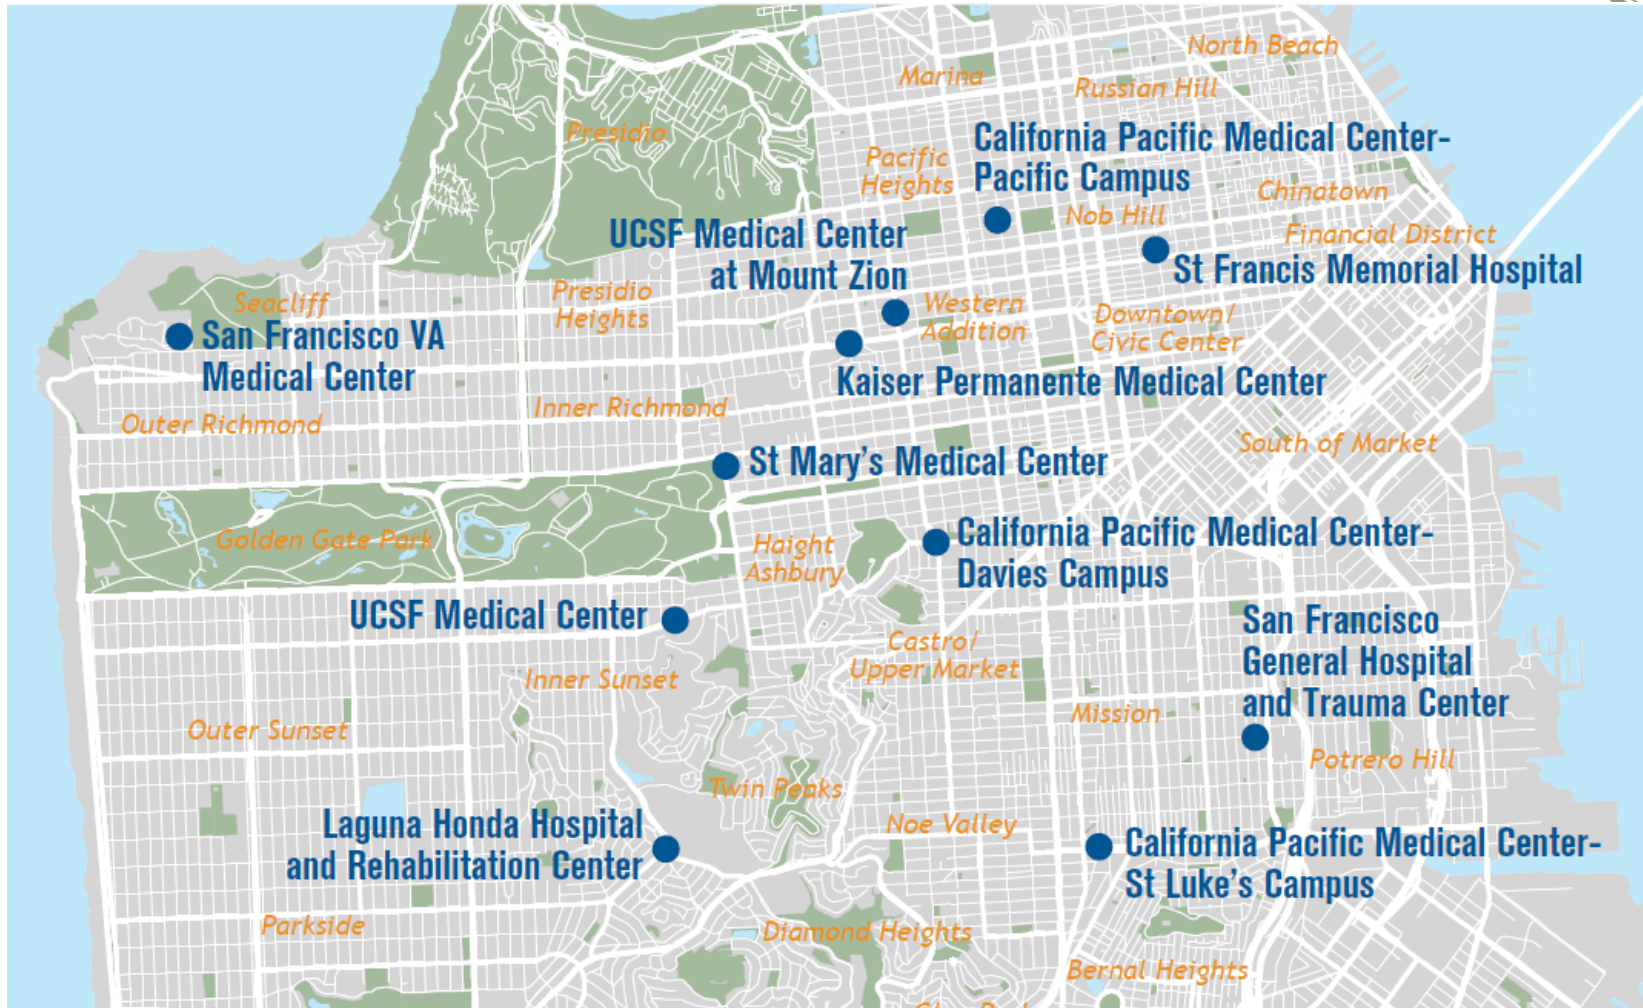 North Beach
Marina
Russian Hill
Presidio
California Pacific Medical Center-
Pacific Campus
Pacific
Heights
Chinatown
Nob Hill
UCSF Medical Center
at Mount Zion
Financial District
St Francis Memorial Hospital
Seacliff
Presidio
Heights
Western
Addition
Downtown/
Civic Center
San Francisco VA
Medical Center
Kaiser Permanente Medical Center
Outer Richmond
Inner Richmond
South of Market
St Mary's Medical Center
Golden Gate Park
Haight
Ashbury
California Pacific Medical Center-
Davies Campus
UCSF Medical Center
San Francisco
General Hospital
and Trauma Center
Castro/
Upper Market
Inner Sunset
Mission
Outer Sunset
Potrero Hill
Twin Peaks
Laguna Honda Hospital
and Rehabilitation Center
Noe Valley
California Pacific Medical Center-
St Luke's Campus
Parkside
Diamond Heights
Bernal Heights